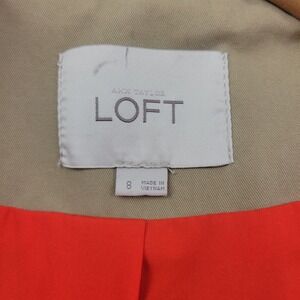 ANN TAYLOR
LOFT
8
MADE IN
VIETNAM